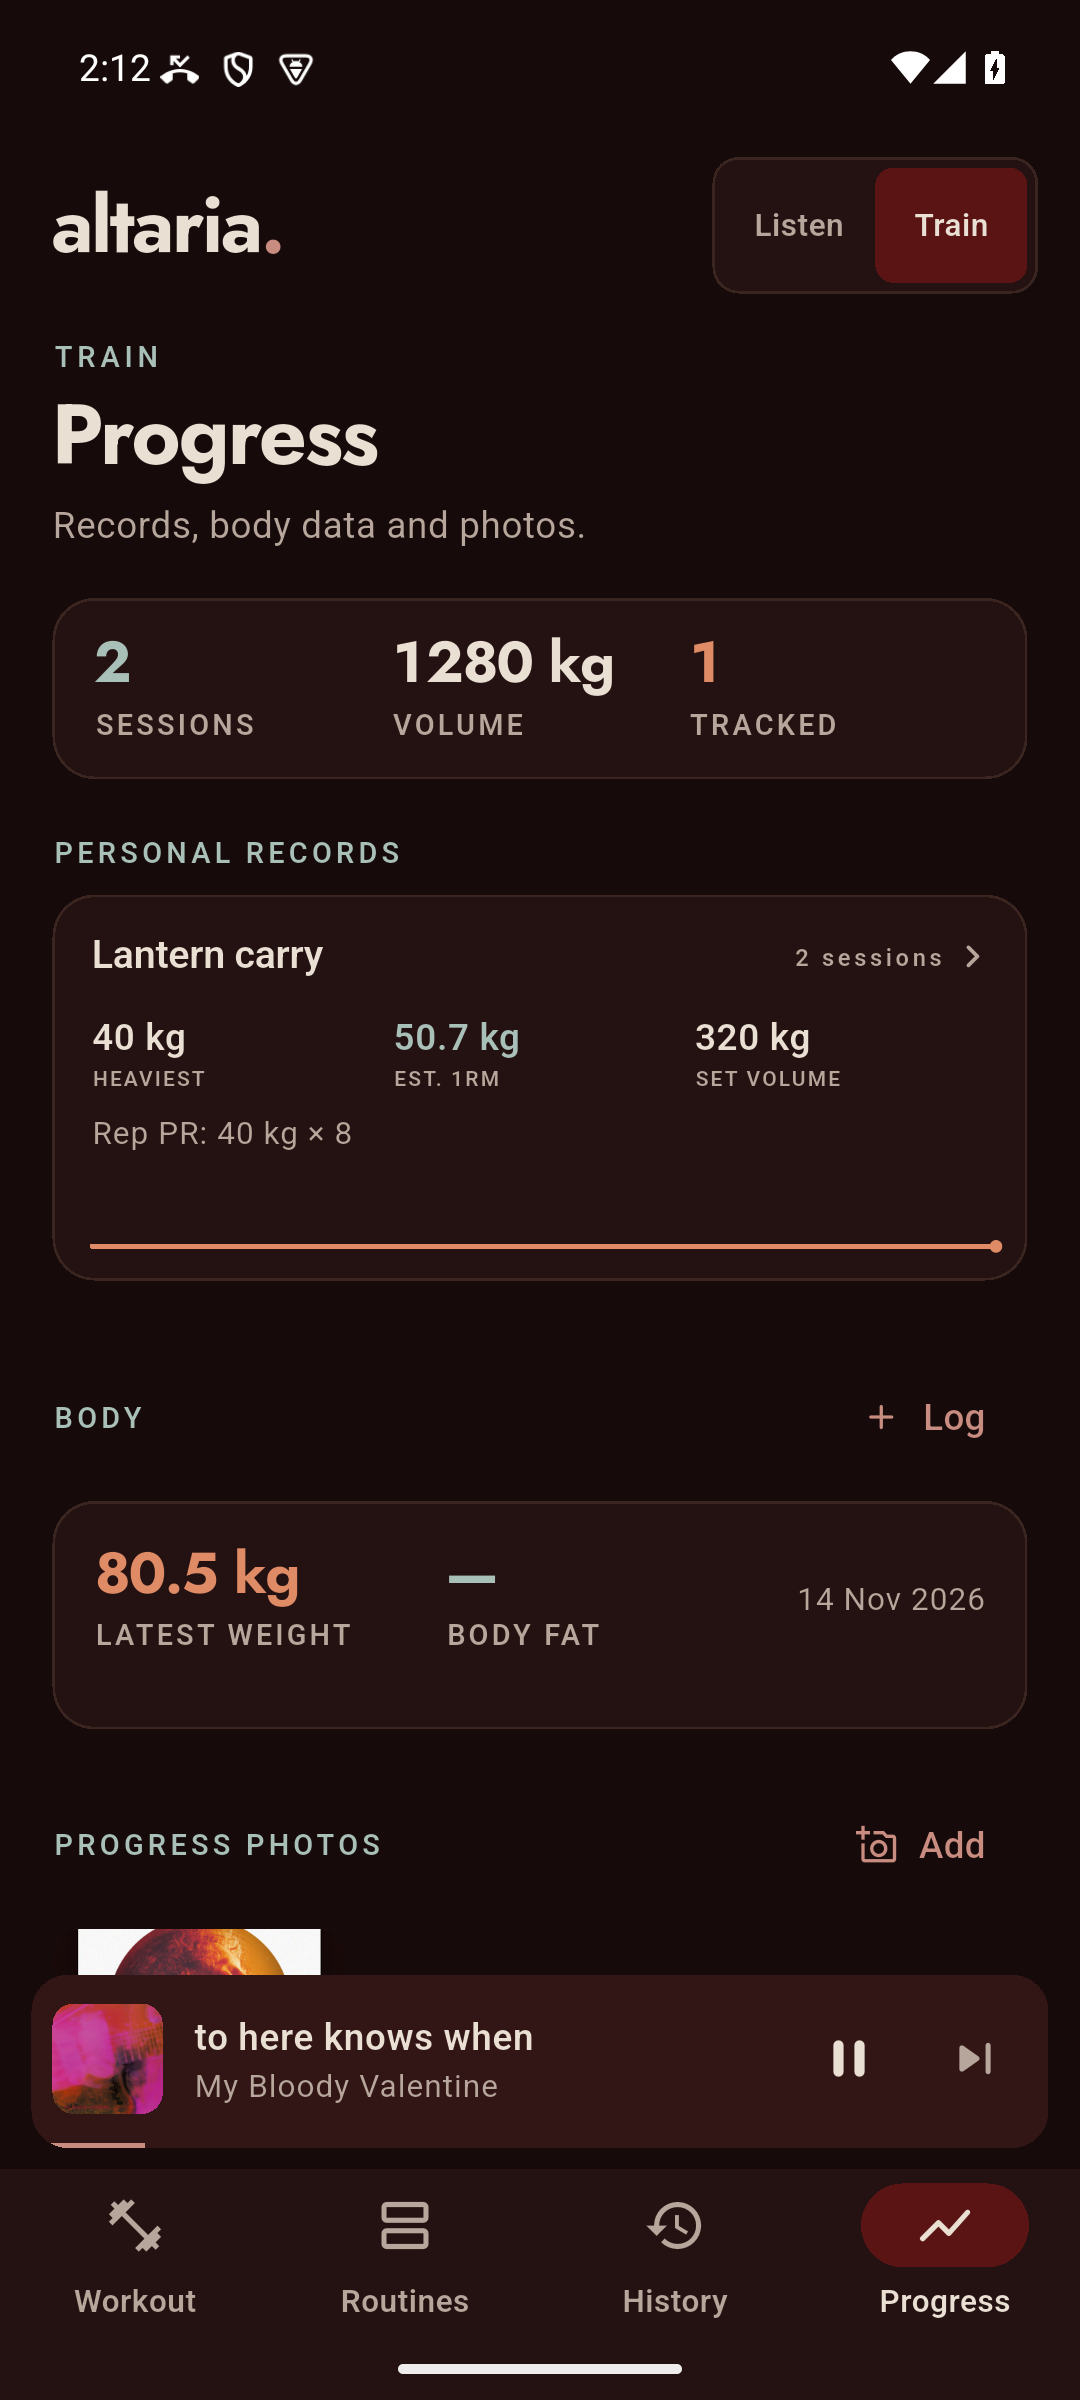 2:12
altaria.
Listen
Train
TRAIN
Progress
Records, body data and photos.
2
1280 kg
1
SESSIONS
VOLUME
TRACKED
PERSONAL RECORDS
Lantern carry
2 sessions
40 kg
50.7 kg
320 kg
HEAVIEST
EST. 1RM
SET VOLUME
Rep PR: 40 kg × 8
BODY
+ Log
80.5 kg
—
14 Nov 2026
LATEST WEIGHT
BODY FAT
PROGRESS PHOTOS
Add
to here knows when
My Bloody Valentine
Workout
Routines
History
Progress